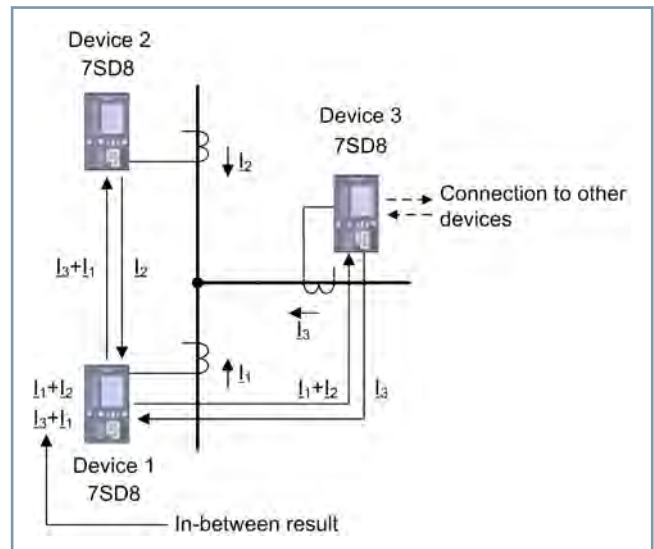 Device 2
7SD8
Device 3
7SD8
I2
Connection to other
devices
I3+I1
I2
I3
I1
I1+I2
I3+I1
I1+I2
I3
Device 1
7SD8
In-between result